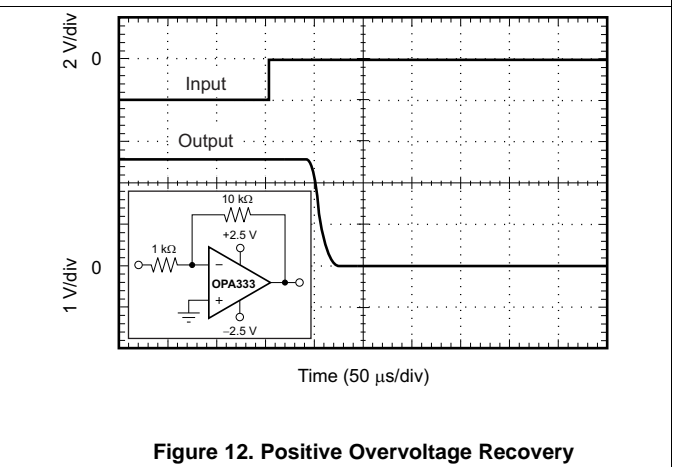 2 V/div
0
Input
Output
10 kΩ
+2.5 V
1 kΩ
−
OPA333
+
−2.5 V
0
1 V/div
Time (50 μs/div)
Figure 12. Positive Overvoltage Recovery